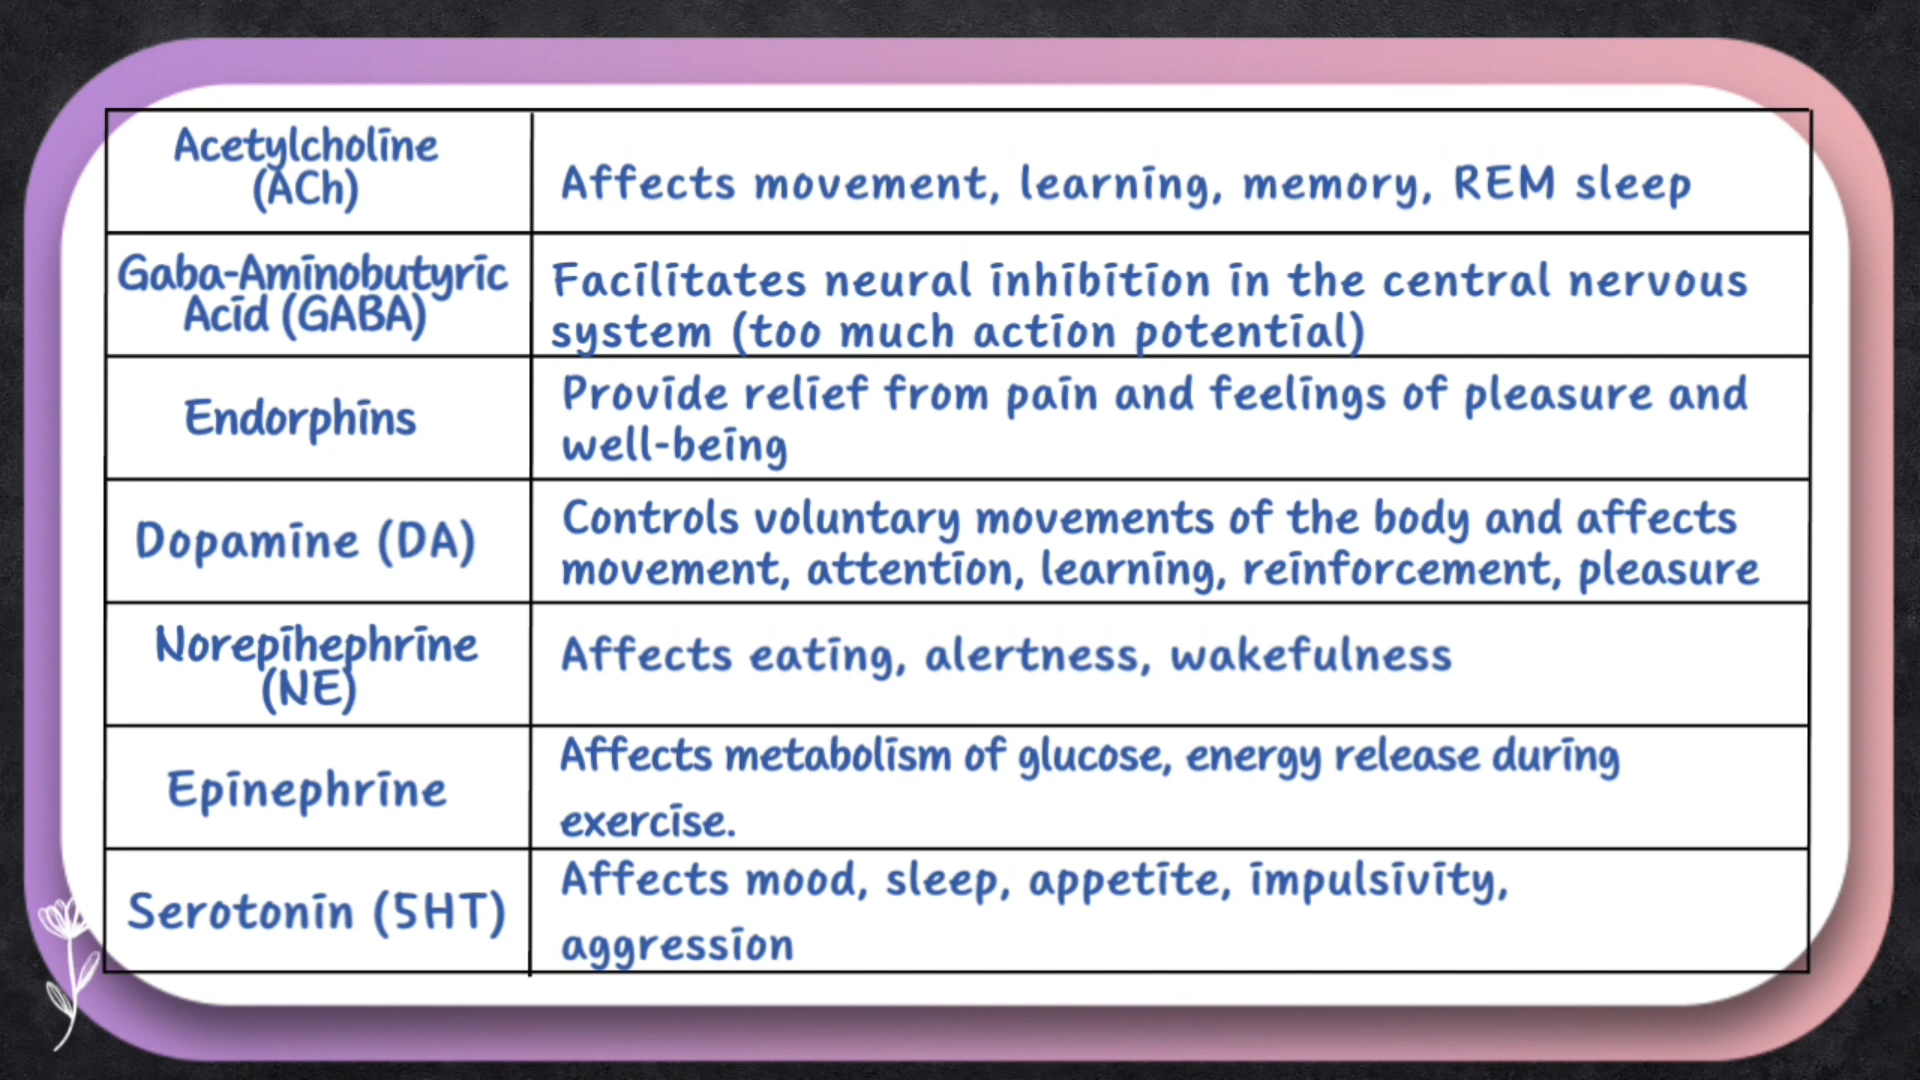 Acetylcholine
(ACh)
Affects movement, learning, memory, REM sleep
Gaba-Aminobutyric
Acid (GABA)
Facilitates neural inhibition in the central nervous
system (too much action potential)
Endorphins
Provide relief from pain and feelings of pleasure and
well-being
Dopamine (DA)
Controls voluntary movements of the body and affects
movement, attention, learning, reinforcement, pleasure
Norepihephrine
(NE)
Affects eating, alertness, wakefulness
Epinephrine
Affects metabolism of glucose, energy release during
exercise.
Serotonin (5HT)
Affects mood, sleep, appetite, impulsivity,
aggression